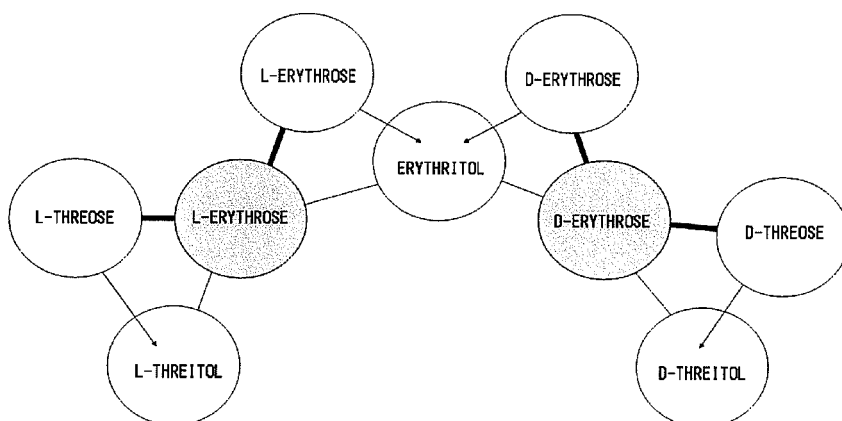 L-ERYTHROSE
D-ERYTHROSE
ERYTHRITOL
L-THREOSE
L-ERYTHROSE
D-ERYTHROSE
D-THREOSE
L-THREITOL
D-THREITOL